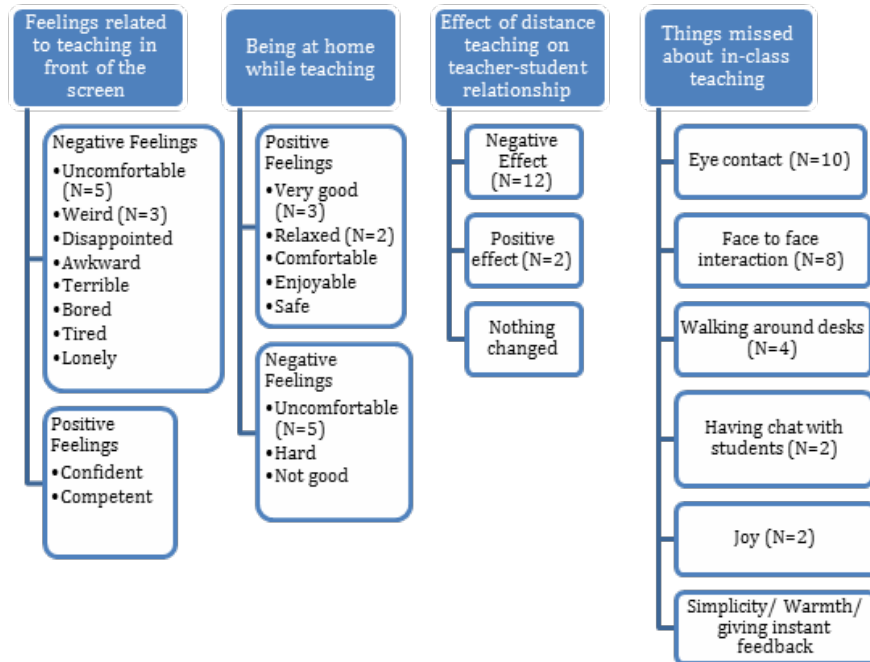 Feelings related
to teaching in
front of the
screen
Negative Feelings
•Uncomfortable
(N=5)
•Weird (N=3)
•Disappointed
•Awkward
•Terrible
•Bored
•Tired
•Lonely
Positive
Feelings
•Confident
•Competent
Being at home
while teaching
Positive
Feelings
•Very good
(N=3)
•Relaxed (N=2)
•Comfortable
•Enjoyable
•Safe
Negative
Feelings
•Uncomfortable
(N=5)
•Hard
•Not good
Effect of distance
teaching on
teacher-student
relationship
Negative
Effect
(N=12)
Positive
effect (N=2)
Nothing
changed
Things missed
about in-class
teaching
Eye contact (N=10)
Face to face
interaction (N=8)
Walking around desks
(N=4)
Having chat with
students (N=2)
Joy (N=2)
Simplicity/ Warmth/
giving instant
feedback